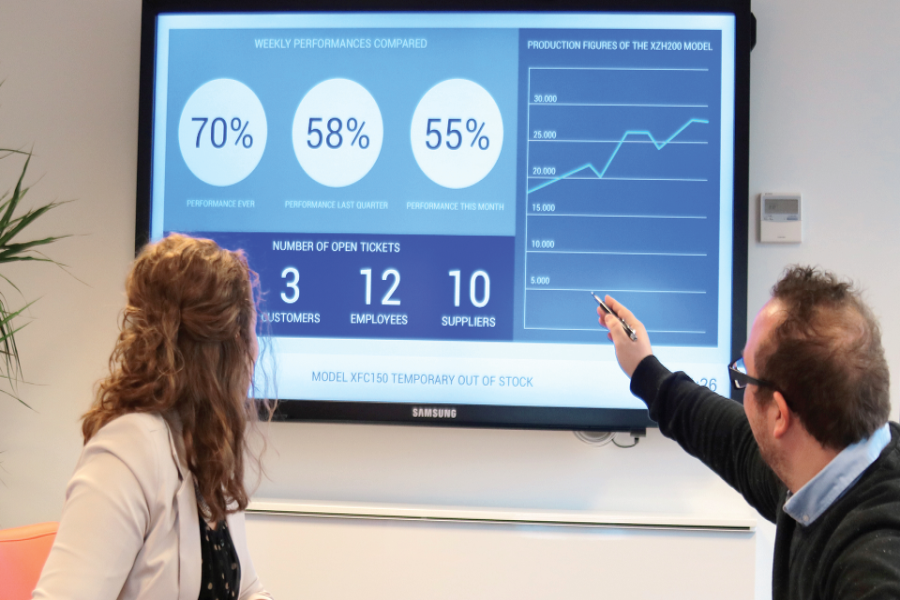 WEEKLY PERFORMANCES COMPARED
70%
58%
55%
PERFORMANCE EVER
PERFORMANCE LAST QUARTER
PERFORMANCE THIS MONTH
NUMBER OF OPEN TICKETS
3
12
10
CUSTOMERS
EMPLOYEES
SUPPLIERS
PRODUCTION FIGURES OF THE XZH200 MODEL
30.000
25.000
20.000
15.000
10.000
5.000
MODEL XFC150 TEMPORARY OUT OF STOCK
26
SAMSUNG